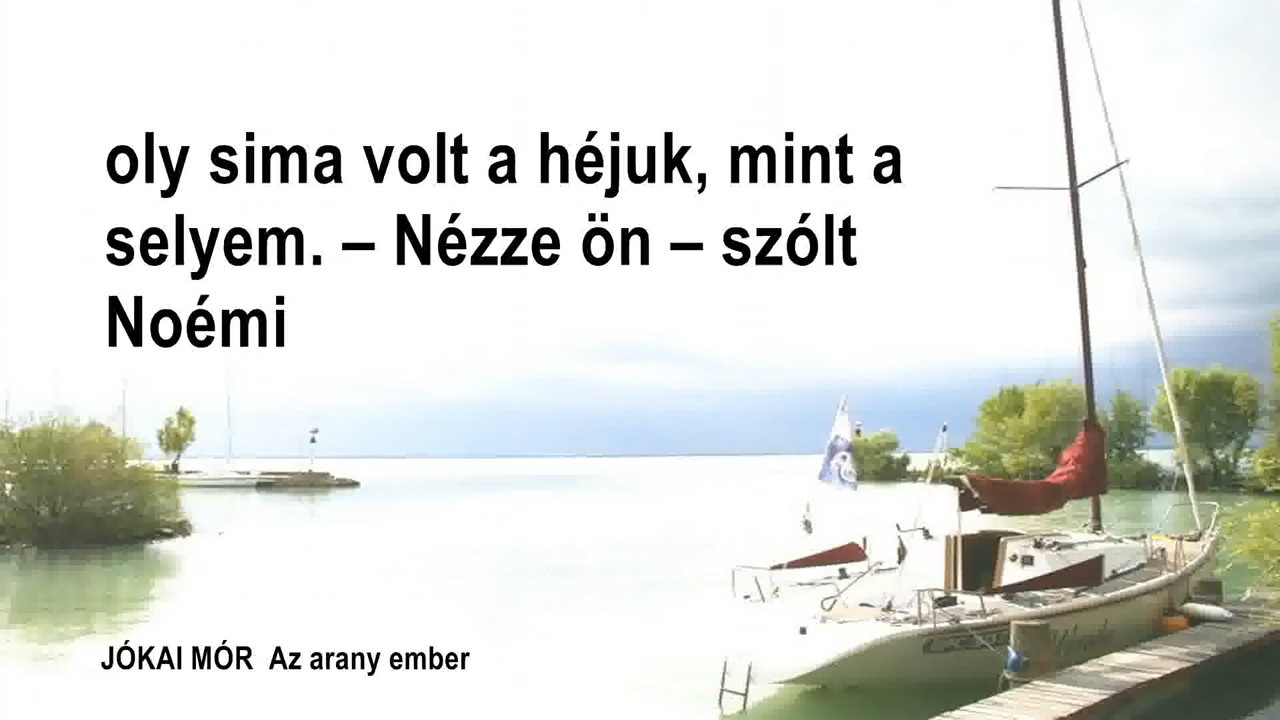 oly sima volt a héjuk, mint a
selyem. – Nézze ön – szólt
Noémi
JÓKAI MÓR  Az arany ember